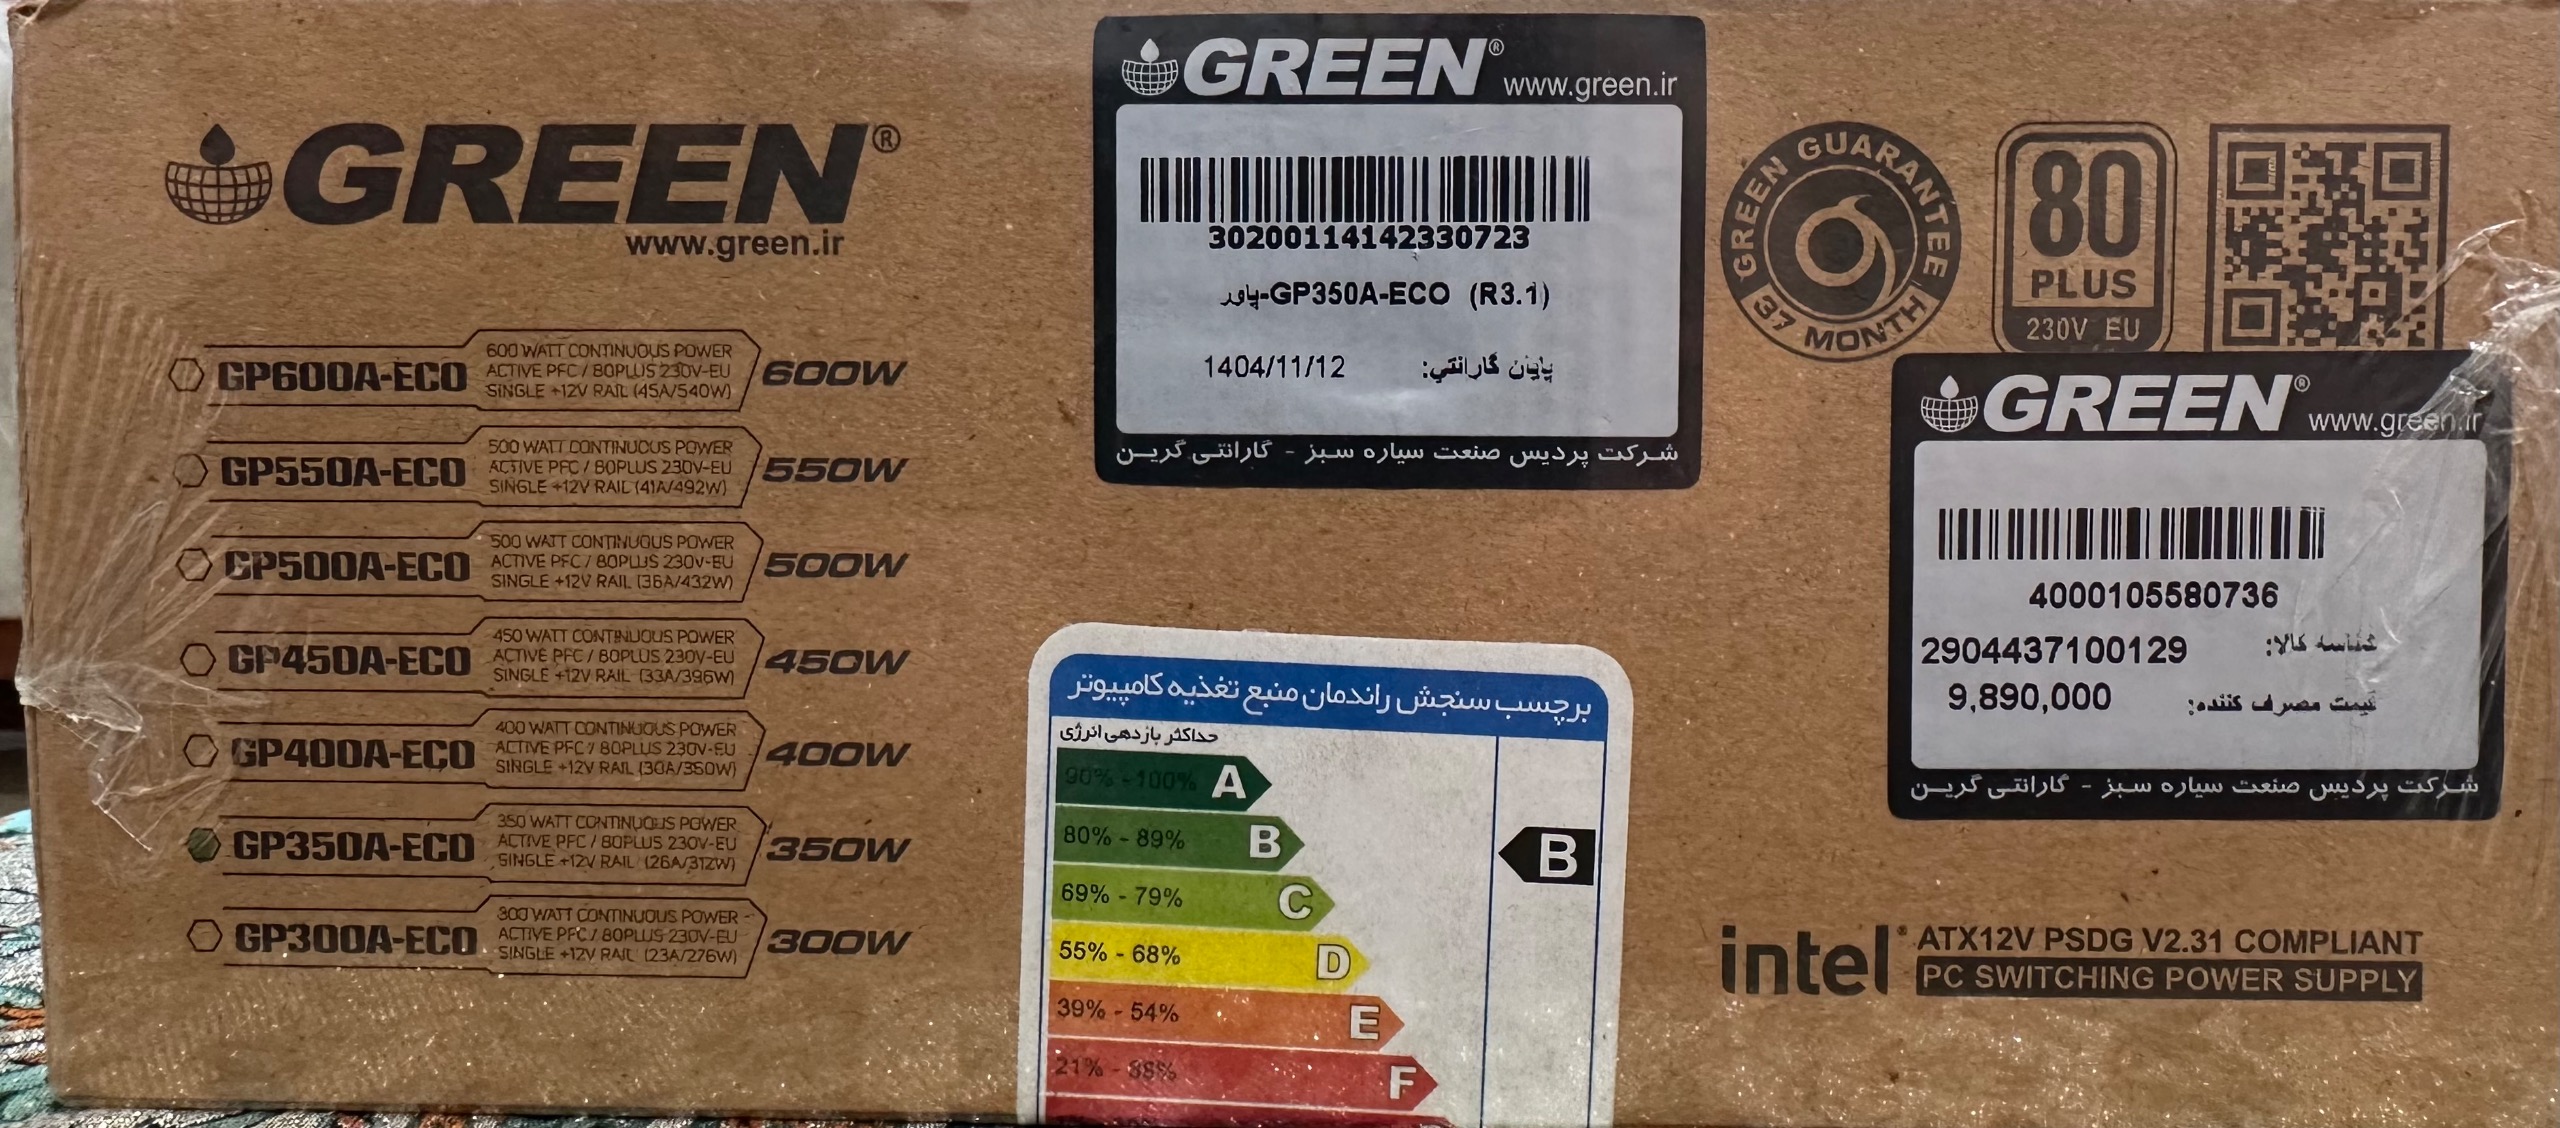 GREEN®
www.green.ir
GP600A-ECO
600 WATT CONTINUOUS POWER
ACTIVE PFC / 80PLUS 230V-EU
SINGLE +12V RAIL (45A/540W)
600W
GP550A-ECO
500 WATT CONTINUOUS POWER
ACTIVE PFC / 80PLUS 230V-EU
SINGLE +12V RAIL (41A/492W)
550W
GP500A-ECO
500 WATT CONTINUOUS POWER
ACTIVE PFC / 80PLUS 230V-EU
SINGLE +12V RAIL (36A/432W)
500W
GP450A-ECO
450 WATT CONTINUOUS POWER
ACTIVE PFC / 80PLUS 230V-EU
SINGLE +12V RAIL (33A/396W)
450W
GP400A-ECO
400 WATT CONTINUOUS POWER
ACTIVE PFC / 80PLUS 230V-EU
SINGLE +12V RAIL (30A/350W)
400W
GP350A-ECO
350 WATT CONTINUOUS POWER
ACTIVE PFC / 80PLUS 230V-EU
SINGLE +12V RAIL (26A/312W)
350W
GP300A-ECO
300 WATT CONTINUOUS POWER
ACTIVE PFC / 80PLUS 230V-EU
SINGLE +12V RAIL (23A/276W)
300W
GREEN®
www.green.ir
30200114142330723
پاور-GP350A-ECO (R3.1)
پایان گارانتي: 1404/11/12
شرکت پردیس صنعت سیاره سبز - گارانتی گرین
GREEN GUARANTEE
37 MONTH
80
PLUS
230V EU
GREEN®
www.green.ir
4000105580736
شناسه کالا: 2904437100129
قیمت مصرف کننده: 9,890,000
شرکت پردیس صنعت سیاره سبز - گارانتی گرین
برچسب سنجش راندمان منبع تغذیه کامپیوتر
حداکثر بازدهی انرژی
90% - 100% A
80% - 89% B
B
69% - 79% C
55% - 68% D
39% - 54% E
21% - 38% F
intel®
ATX12V PSDG V2.31 COMPLIANT
PC SWITCHING POWER SUPPLY